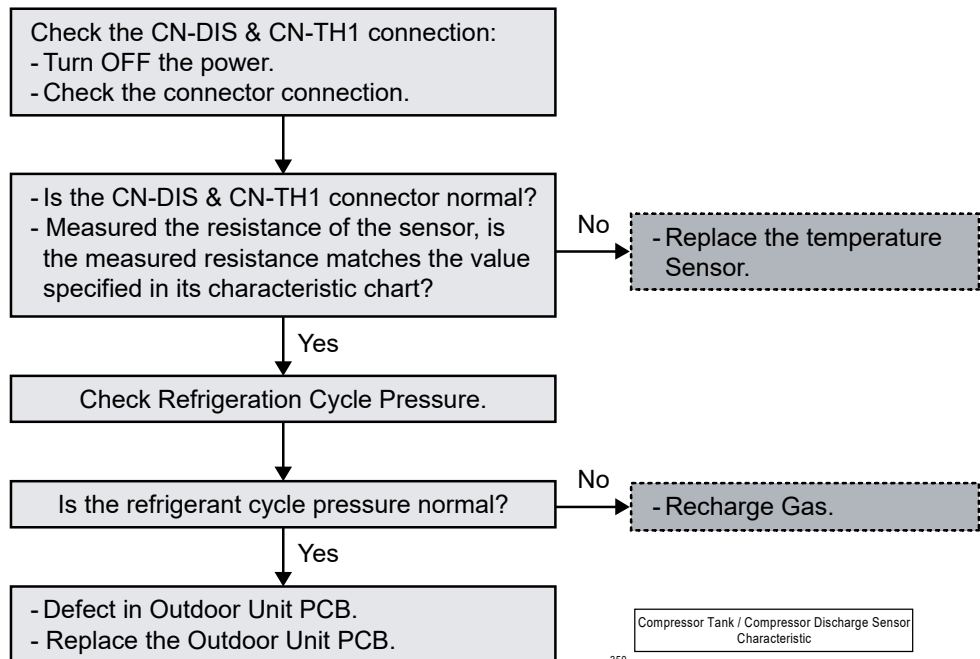 Check the CN-DIS & CN-TH1 connection:
- Turn OFF the power.
- Check the connector connection.
- Is the CN-DIS & CN-TH1 connector normal?
- Measured the resistance of the sensor, is
the measured resistance matches the value
specified in its characteristic chart?
No
- Replace the temperature
Sensor.
Yes
Check Refrigeration Cycle Pressure.
Is the refrigerant cycle pressure normal?
No
- Recharge Gas.
Yes
- Defect in Outdoor Unit PCB.
- Replace the Outdoor Unit PCB.
Compressor Tank / Compressor Discharge Sensor
Characteristic
350